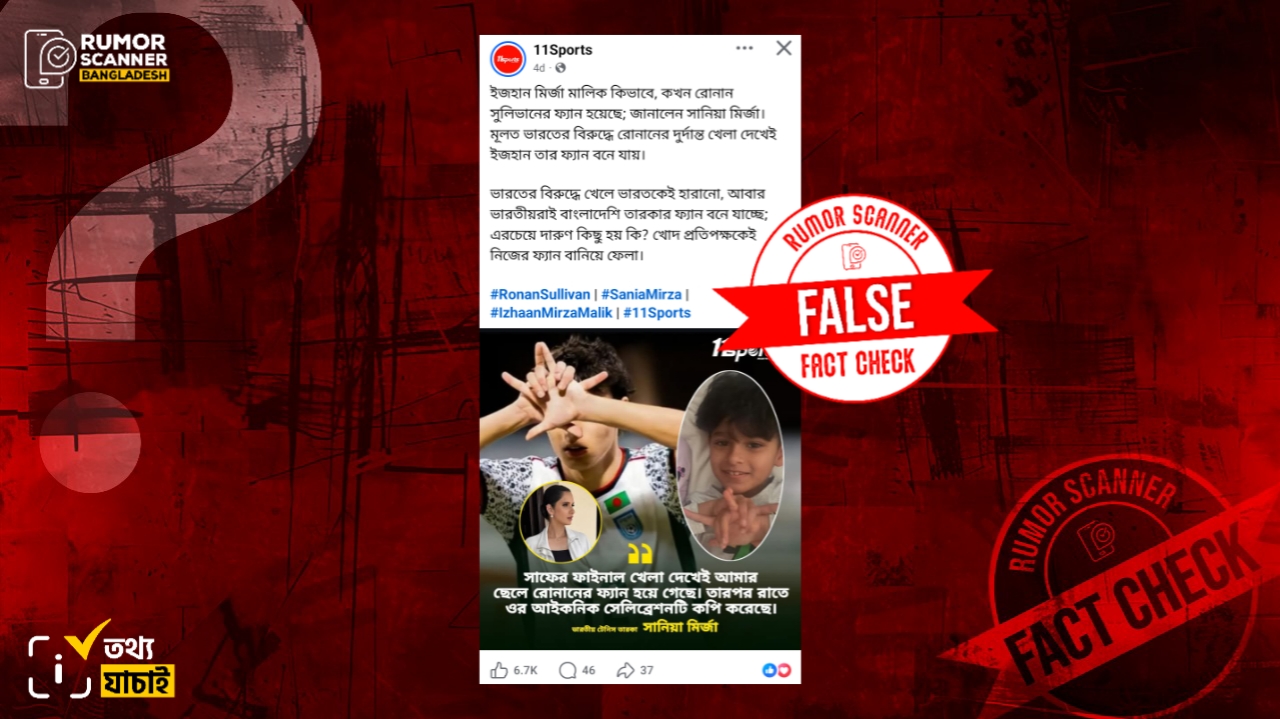 RUMOR
SCANNER
BANGLADESH
11Sports
4d
ইজহান মির্জা মালিক কিভাবে, কখন রোনান
সুলিভানের ফ্যান হয়েছে; জানালেন সানিয়া মির্জা।
মূলত ভারতের বিরুদ্ধে রোনানের দুর্দান্ত খেলা দেখেই
ইজহান তার ফ্যান বনে যায়।
ভারতের বিরুদ্ধে খেলে ভারতকেই হারানো, আবার
ভারতীয়রাই বাংলাদেশি তারকার ফ্যান বনে যাচ্ছে;
এরচেয়ে দারুণ কিছু হয় কি? খোদ প্রতিপক্ষকেই
নিজের ফ্যান বানিয়ে ফেলা।
#RonanSullivan | #SaniaMirza |
#IzhaanMirzaMalik | #11Sports
RUMOR SCANNER
FALSE
FACT CHECK
সাফের ফাইনাল খেলা দেখেই আমার
ছেলে রোনানের ফ্যান হয়ে গেছে। তারপর রাতে
ওর আইকনিক সেলিব্রেশনটি কপি করেছে।
ভারতীয় টেনিস তারকা সানিয়া মির্জা
6.7K 46 37
RUMOR SCANNER
FACT CHECK
তথ্য
যাচাই